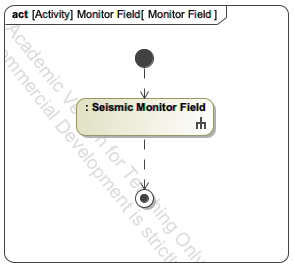 act [Activity] Monitor Field[ Monitor Field ]
: Seismic Monitor Field
Academic Version for Teaching Only
Commercial Development is strictly